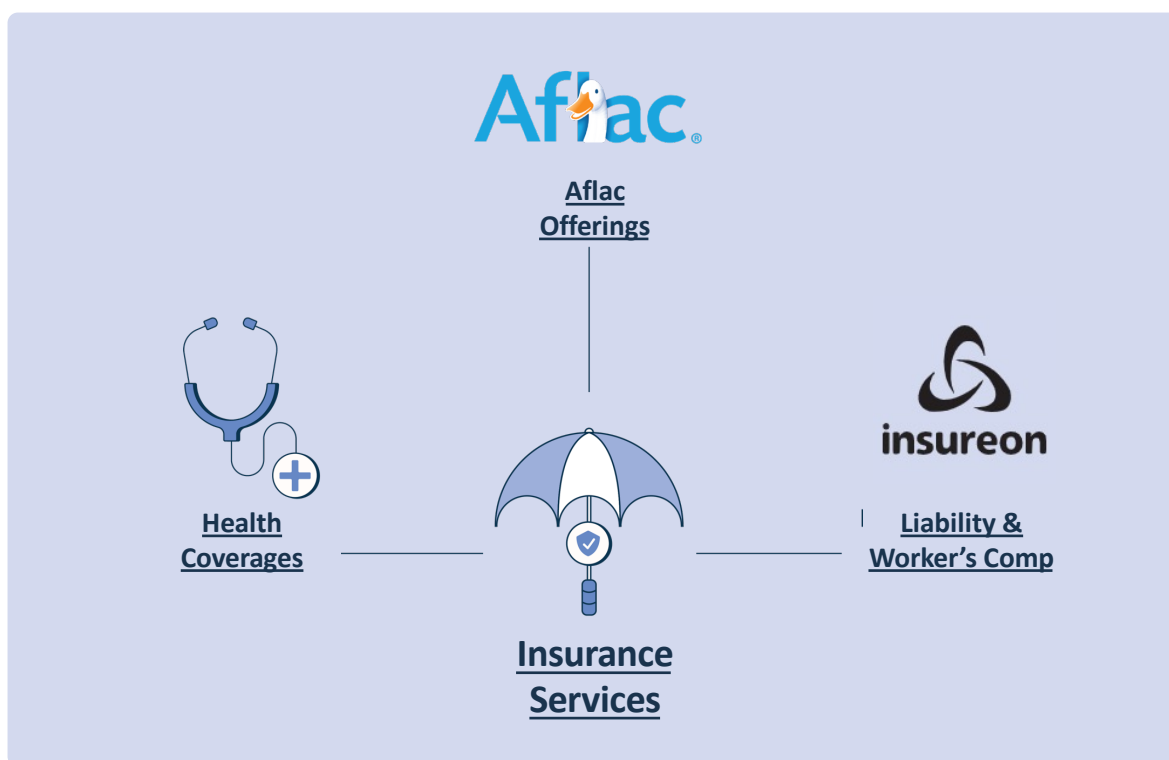 Aflac®
Aflac
Offerings
insureon
Health
Coverages
Liability &
Worker’s Comp
Insurance
Services